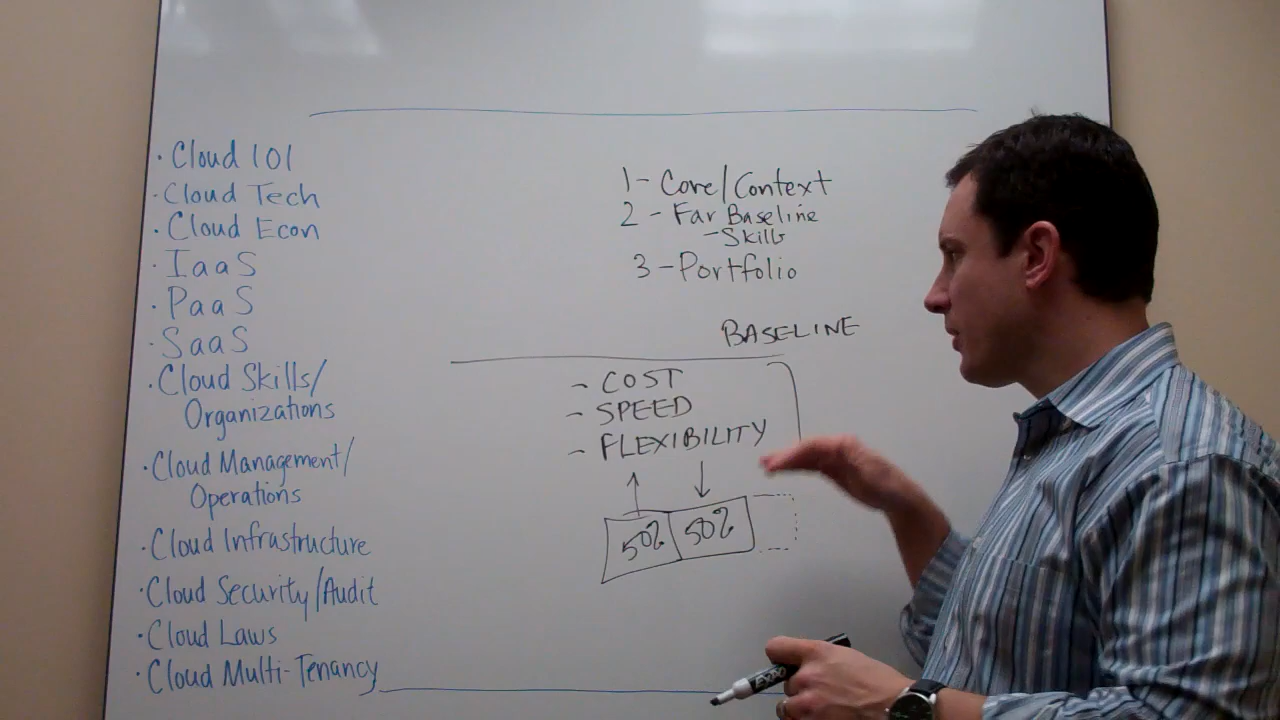 · Cloud 101
· Cloud Tech
· Cloud Econ
· IaaS
· PaaS
· SaaS
· Cloud Skills/
Organizations
· Cloud Management/
Operations
· Cloud Infrastructure
· Cloud Security/Audit
· Cloud Laws
· Cloud Multi-Tenancy
1- Core/Context
2 - Far Baseline
- Skills
3 - Portfolio
BASELINE
- COST
- SPEED
- FLEXIBILITY
50% 50%
EXPO